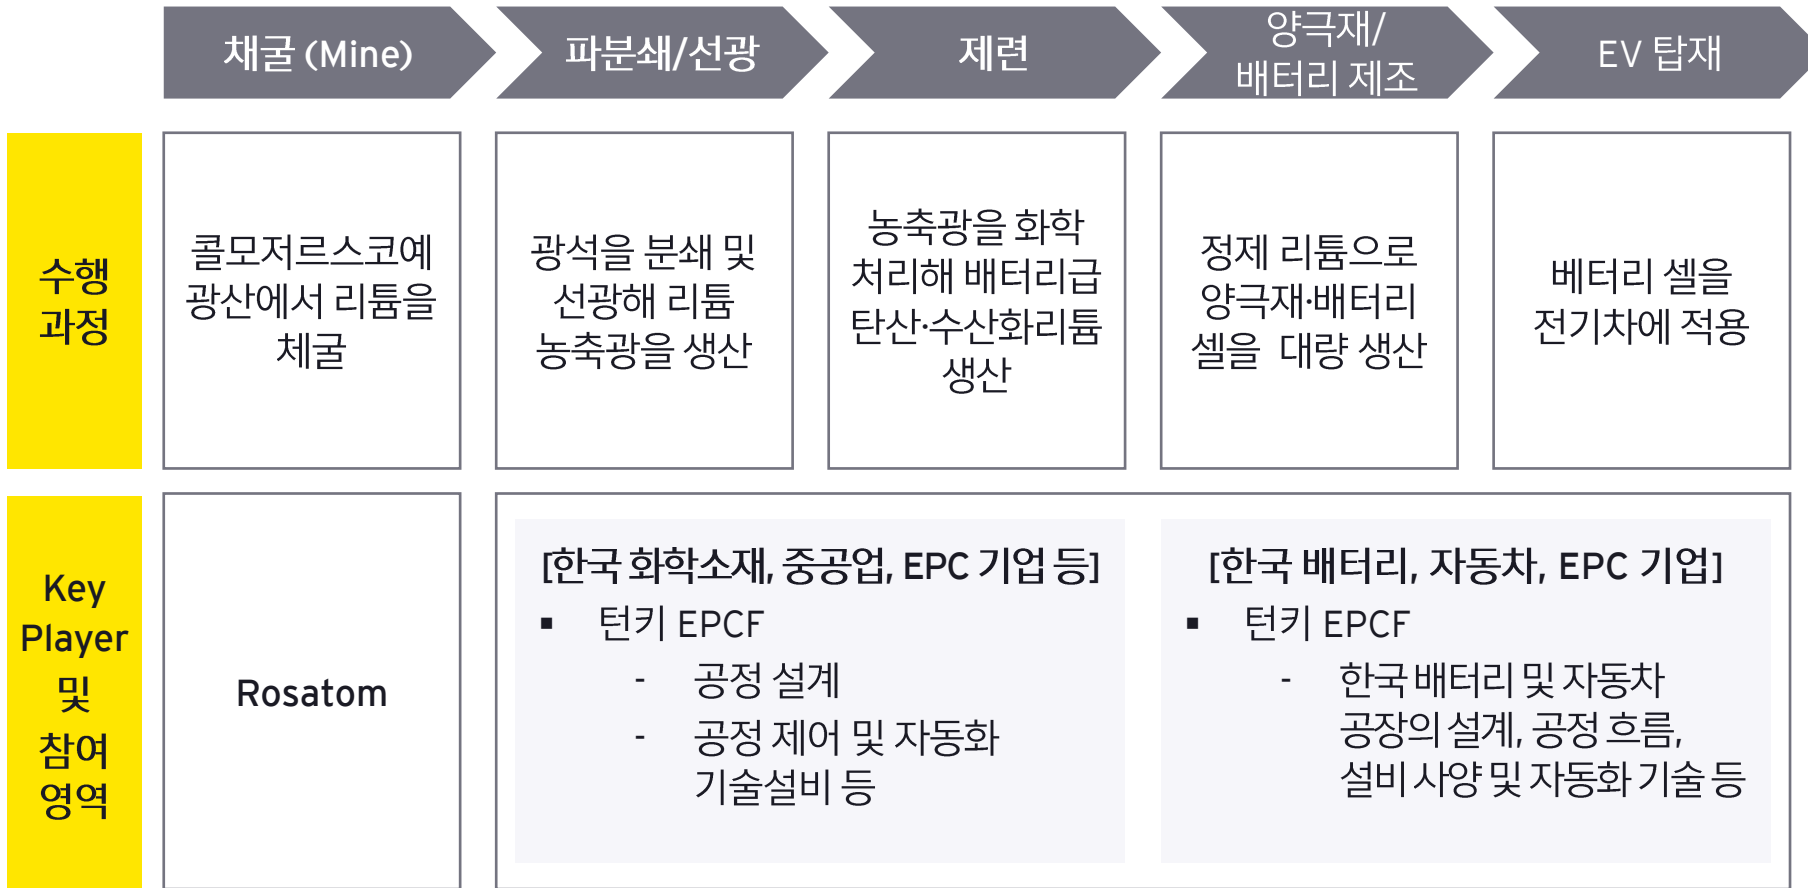 채굴 (Mine)
파분쇄/선광
제련
양극재/
배터리 제조
EV 탑재
수행
과정
콜모저르스코예
광산에서 리튬을
체굴
광석을 분쇄 및
선광해 리튬
농축광을 생산
농축광을 화학
처리해 배터리급
탄산·수산화리튬
생산
정제 리튬으로
양극재·배터리
셀을 대량 생산
베터리 셀을
전기차에 적용
Key
Player
및
참여
영역
Rosatom
[한국 화학소재, 중공업, EPC 기업 등]
▪ 턴키 EPCF
- 공정 설계
- 공정 제어 및 자동화
기술설비 등
[한국 배터리, 자동차, EPC 기업]
▪ 턴키 EPCF
- 한국 배터리 및 자동차
공장의 설계, 공정 흐름,
설비 사양 및 자동화 기술 등